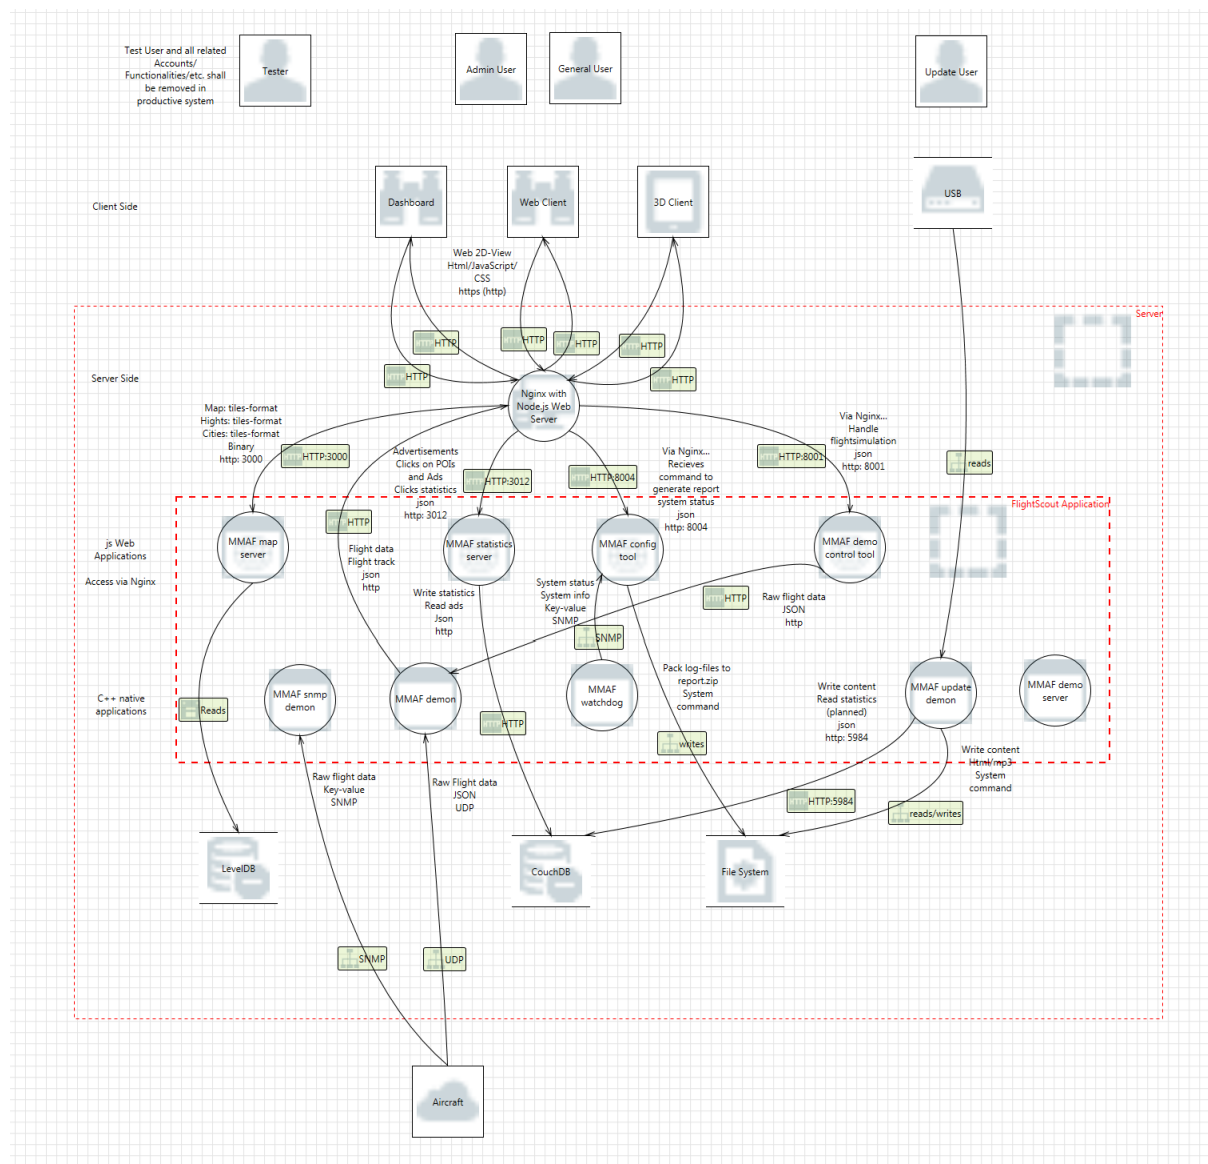 Test User and all related
Accounts/
Functionalities/etc. shall
be removed in
productive system
Tester
Admin User
General User
Update User
Client Side
Dashboard
Web Client
3D Client
USB
Web 2D-View
Html/JavaScript/
CSS
https (http)
Server
HTTP
HTTP
HTTP
HTTP
HTTP
HTTP
Server Side
Nginx with
Node.js Web
Server
Map: tiles-format
Hights: tiles-format
Cities: tiles-format
Binary
http: 3000
HTTP:3000
Advertisements
Clicks on POIs
and Ads
Clicks statistics
json
http: 3012
HTTP:3012
HTTP:8004
Via Nginx...
Recieves
command to
generate report
system status
json
http: 8004
HTTP:8001
Via Nginx...
Handle
flightsimulation
json
http: 8001
reads
FlightScout Application
js Web
Applications
Access via Nginx
MMAF map
server
HTTP
Flight data
Flight track
json
http
MMAF statistics
server
MMAF config
tool
MMAF demo
control tool
Write statistics
Read ads
Json
http
System status
System info
Key-value
SNMP
SNMP
HTTP
Raw flight data
JSON
http
C++ native
applications
Reads
MMAF snmp
demon
MMAF demon
HTTP
MMAF
watchdog
Pack log-files to
report.zip
System
command
writes
Write content
Read statistics
(planned)
json
http: 5984
MMAF update
demon
MMAF demo
server
Raw flight data
Key-value
SNMP
Raw Flight data
JSON
UDP
Write content
Html/mp3
System
command
HTTP:5984
reads/writes
LevelDB
CouchDB
File System
SNMP
UDP
Aircraft